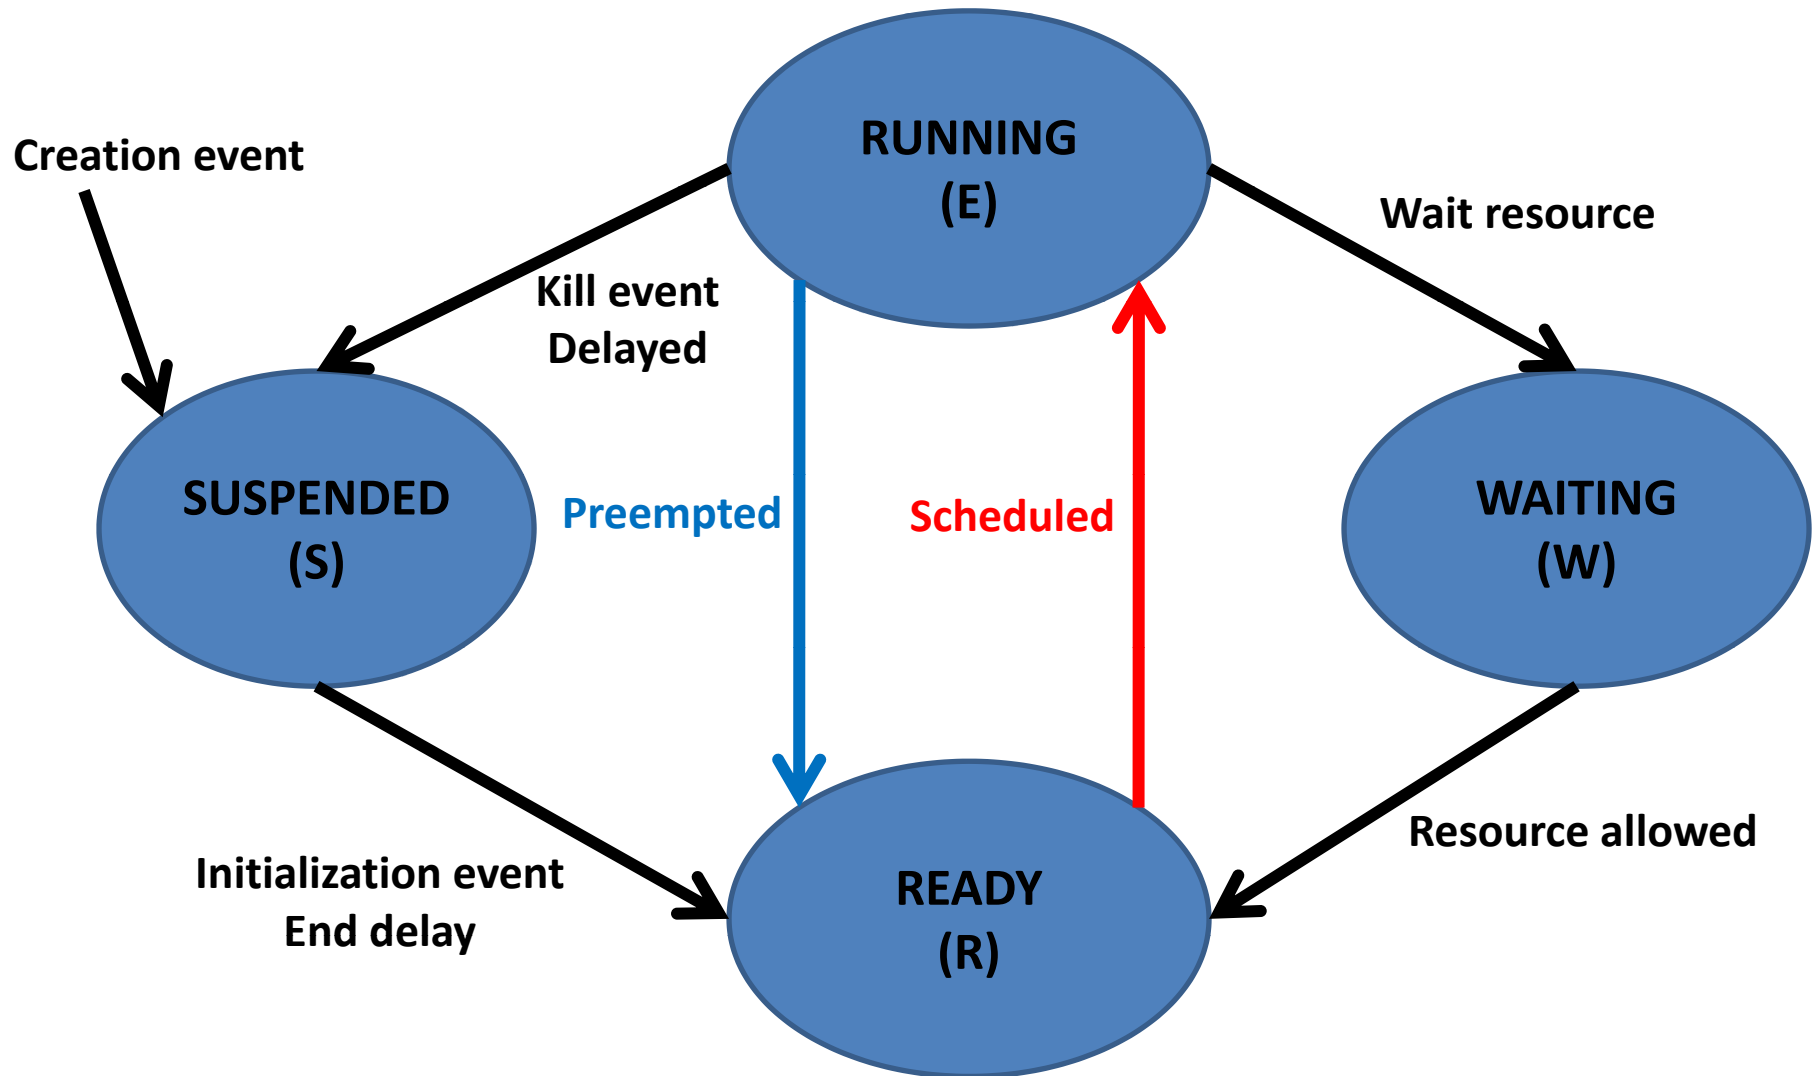 RUNNING
(E)
Creation event
Wait resource
Kill event
Delayed
SUSPENDED
(S)
Preempted
Scheduled
WAITING
(W)
Initialization event
End delay
READY
(R)
Resource allowed